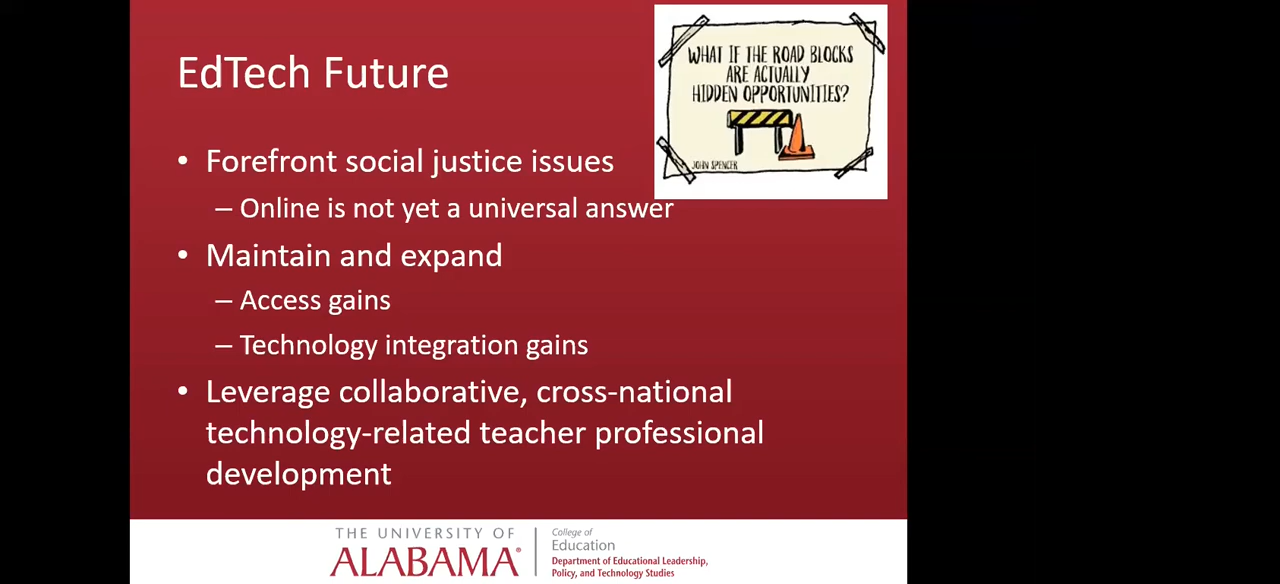 EdTech Future
WHAT IF THE ROAD BLOCKS
ARE ACTUALLY
HIDDEN OPPORTUNITIES?
JOHN SPENCER
• Forefront social justice issues
– Online is not yet a universal answer
• Maintain and expand
– Access gains
– Technology integration gains
• Leverage collaborative, cross-national
technology-related teacher professional
development
THE UNIVERSITY OF
ALABAMA®
College of
Education
Department of Educational Leadership,
Policy, and Technology Studies